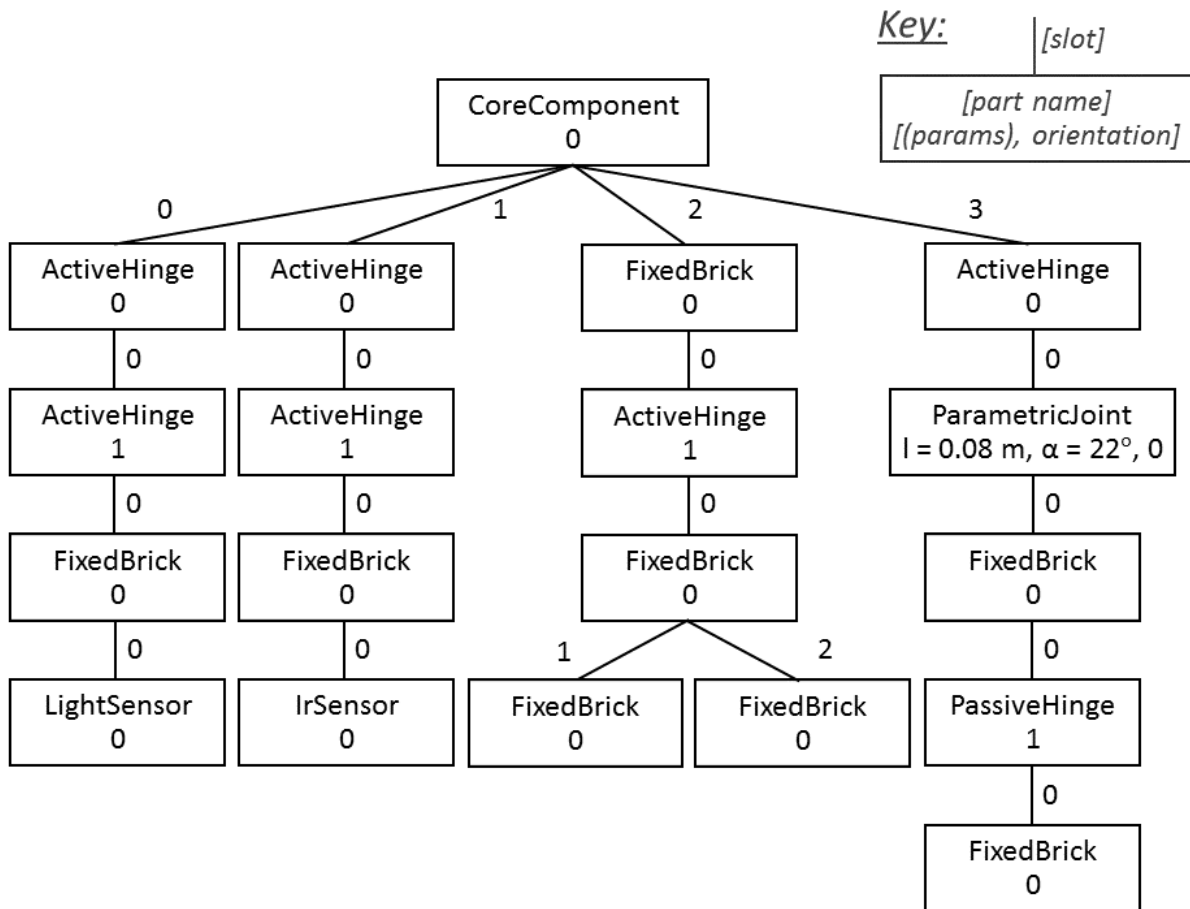 Key:
[slot]
[part name]
[(params), orientation]
CoreComponent
0
0
1
2
3
ActiveHinge
0
ActiveHinge
0
FixedBrick
0
ActiveHinge
0
0
0
0
0
ActiveHinge
1
ActiveHinge
1
ActiveHinge
1
ParametricJoint
l = 0.08 m, α = 22°, 0
0
0
0
0
FixedBrick
0
FixedBrick
0
FixedBrick
0
FixedBrick
0
0
0
1
2
0
LightSensor
0
IrSensor
0
FixedBrick
0
FixedBrick
0
PassiveHinge
1
0
FixedBrick
0